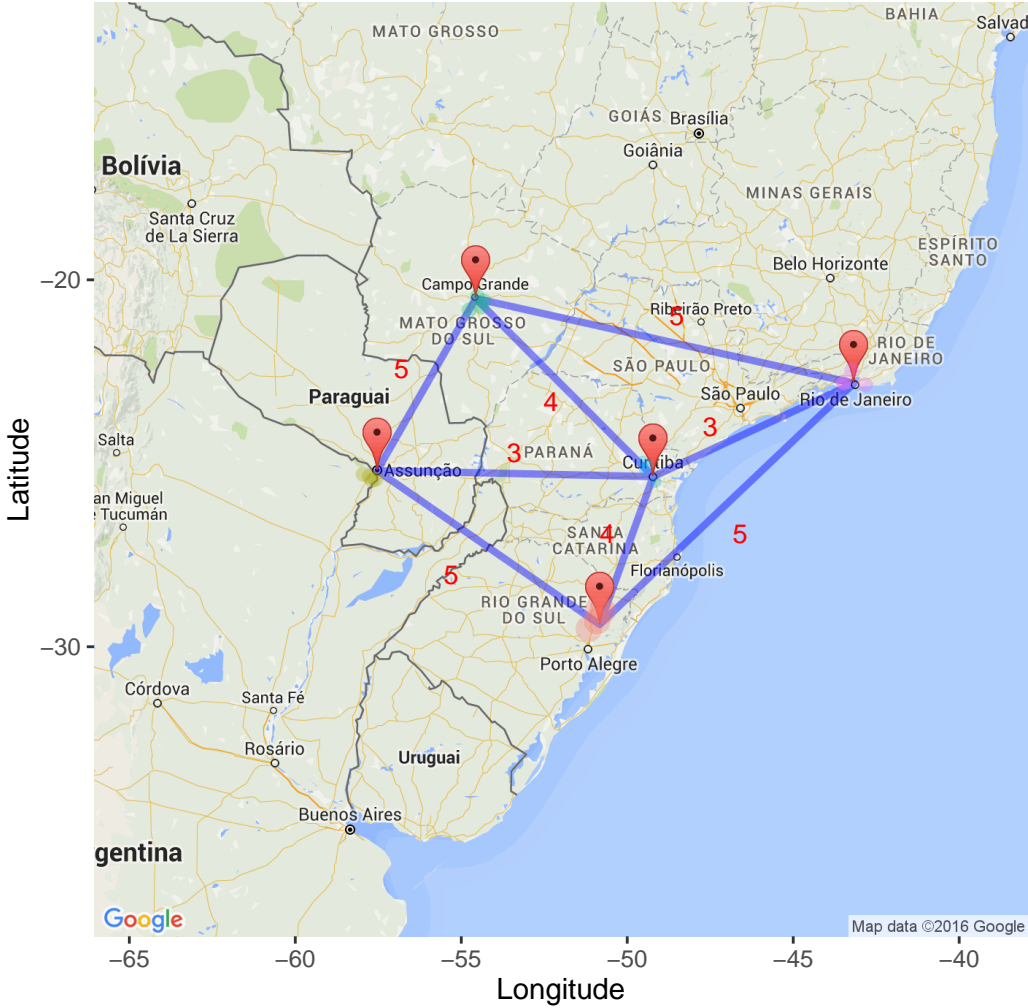 BAHIA
Salvad
MATO GROSSO
GOIÁS
Brasília
Goiânia
Bolívia
MINAS GERAIS
Santa Cruz
de La Sierra
ESPÍRITO
SANTO
Belo Horizonte
−20
Campo Grande
Ribeirão Preto
5
MATO GROSSO
DO SUL
RIO DE
JANEIRO
5
SÃO PAULO
Paraguai
São Paulo
Rio de Janeiro
4
3
Salta
3
PARANÁ
Curitiba
Assunção
an Miguel
e Tucumán
SANTA
CATARINA
4
5
Florianópolis
5
RIO GRANDE
DO SUL
−30
Porto Alegre
Córdova
Santa Fé
Rosário
Uruguai
Buenos Aires
gentina
Google
Map data ©2016 Google
−65
−60
−55
−50
−45
−40
Longitude
Latitude